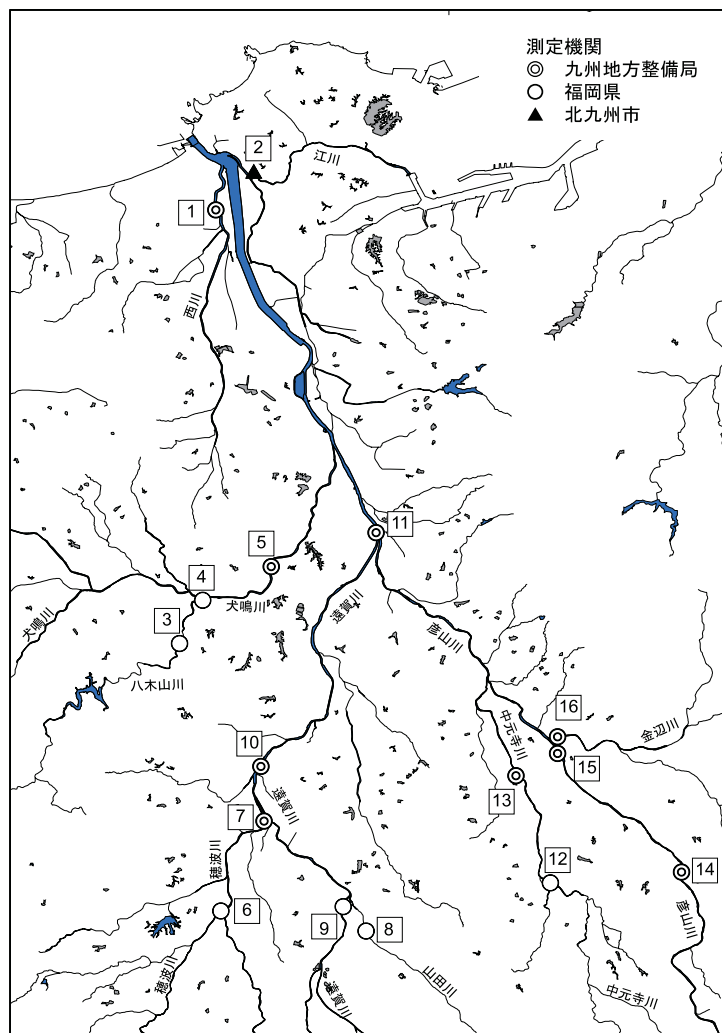 測定機関
◎ 九州地方整備局
○ 福岡県
▲ 北九州市
2
江川
1
西川
11
5
4
犬鳴川
遠賀川
犬鳴川
3
彦山川
八木山川
16
中元寺川
金辺川
10
15
遠賀川
13
7
穂波川
12
14
6
9
8
彦山川
穂波川
遠賀川
山田川
中元寺川